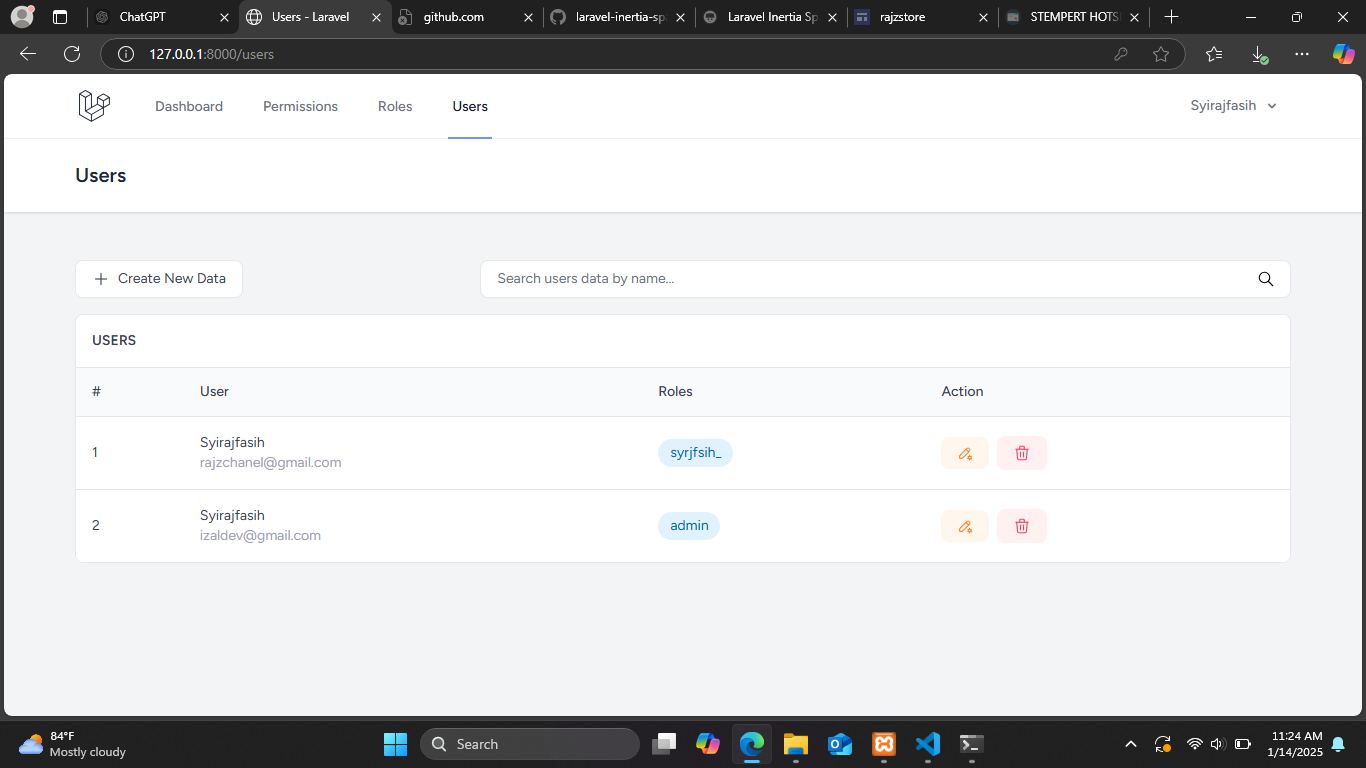 ChatGPT
Users - Laravel
github.com
laravel-inertia-sp
Laravel Inertia Sp
rajzstore
STEMPERT HOTS
127.0.0.1:8000/users
Dashboard
Permissions
Roles
Users
Syirajfasih
Users
Create New Data
Search users data by name...
USERS
# User Roles Action
1 Syirajfasih syrjfsih_
rajzchanel@gmail.com
2 Syirajfasih admin
izaldev@gmail.com
84°F
Mostly cloudy
Search
11:24 AM
1/14/2025